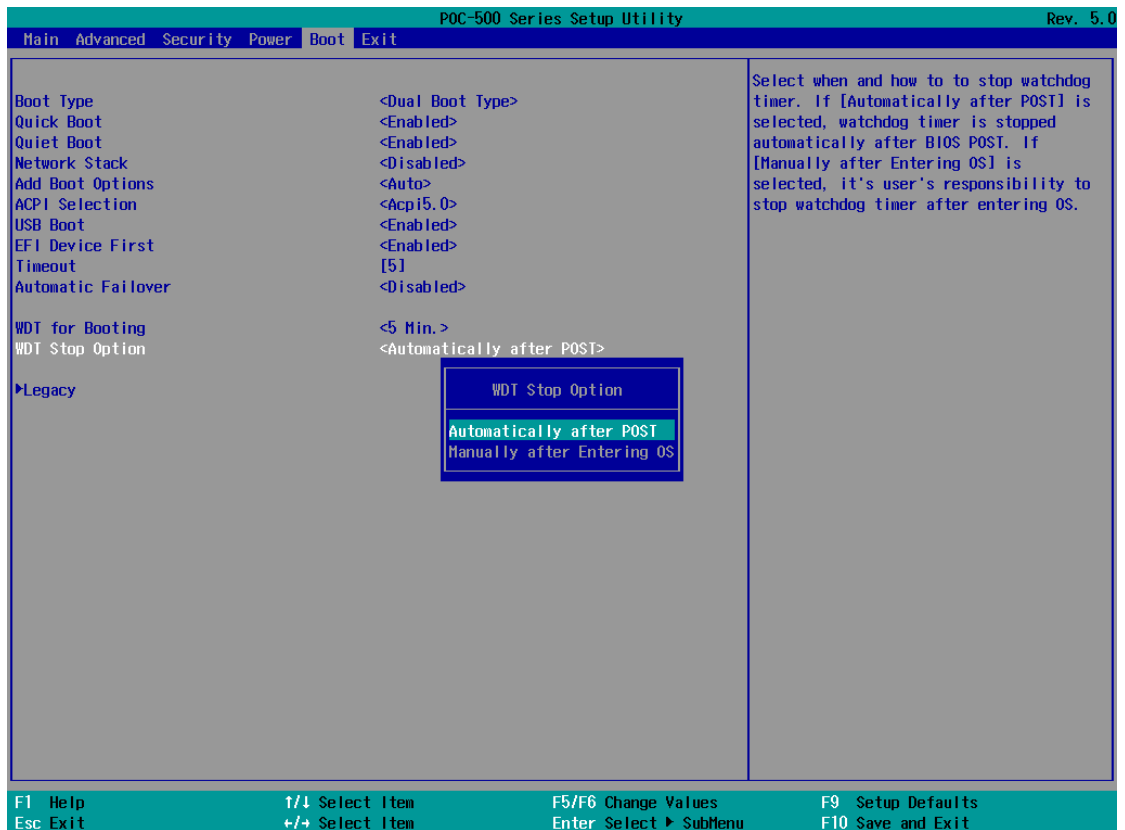 POC-500 Series Setup Utility Rev. 5.0
Main Advanced Security Power Boot Exit
Boot Type <Dual Boot Type>
Quick Boot <Enabled>
Quiet Boot <Enabled>
Network Stack <Disabled>
Add Boot Options <Auto>
ACPI Selection <Acpi5.0>
USB Boot <Enabled>
EFI Device First <Enabled>
Timeout [5]
Automatic Failover <Disabled>
WDT for Booting <5 Min.>
WDT Stop Option <Automatically after POST>
▶Legacy
WDT Stop Option
Automatically after POST
Manually after Entering OS
Select when and how to to stop watchdog
timer. If [Automatically after POST] is
selected, watchdog timer is stopped
automatically after BIOS POST. If
[Manually after Entering OS] is
selected, it's user's responsibility to
stop watchdog timer after entering OS.
F1 Help ↑/↓ Select Item F5/F6 Change Values F9 Setup Defaults
Esc Exit ←/→ Select Item Enter Select ▶ SubMenu F10 Save and Exit